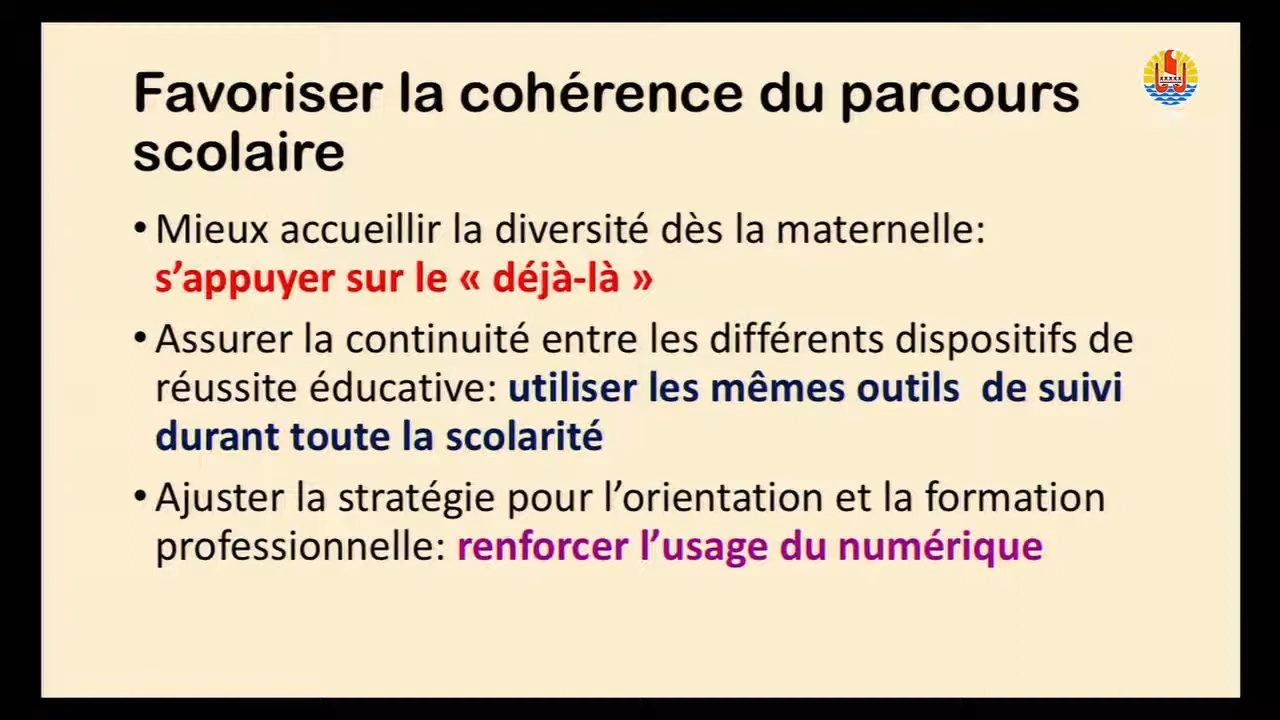 Favoriser la cohérence du parcours
scolaire
• Mieux accueillir la diversité dès la maternelle:
s’appuyer sur le « déjà-là »
• Assurer la continuité entre les différents dispositifs de
réussite éducative: utiliser les mêmes outils  de suivi
durant toute la scolarité
• Ajuster la stratégie pour l’orientation et la formation
professionnelle: renforcer l’usage du numérique